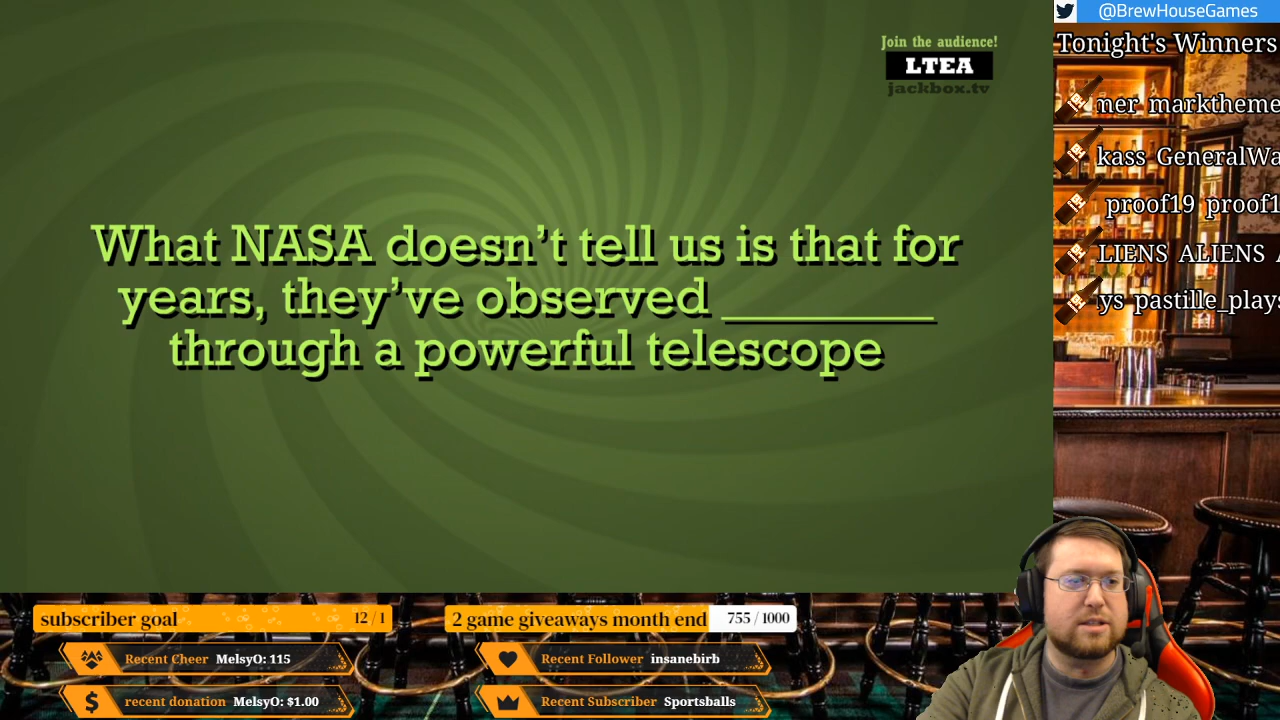 @BrewHouseGames
Join the audience!
LTEA
jackbox.tv
Tonight's Winners
mer marktheme
kass GeneralWa
proof19 proof1
LIENS ALIENS
ys pastille_plays
What NASA doesn't tell us is that for
years, they've observed ________
through a powerful telescope
subscriber goal 12 / 1
2 game giveaways month end 755 / 1000
Recent Cheer MelsyO: 115
Recent Follower insanebirb
recent donation MelsyO: $1.00
Recent Subscriber Sportsballs